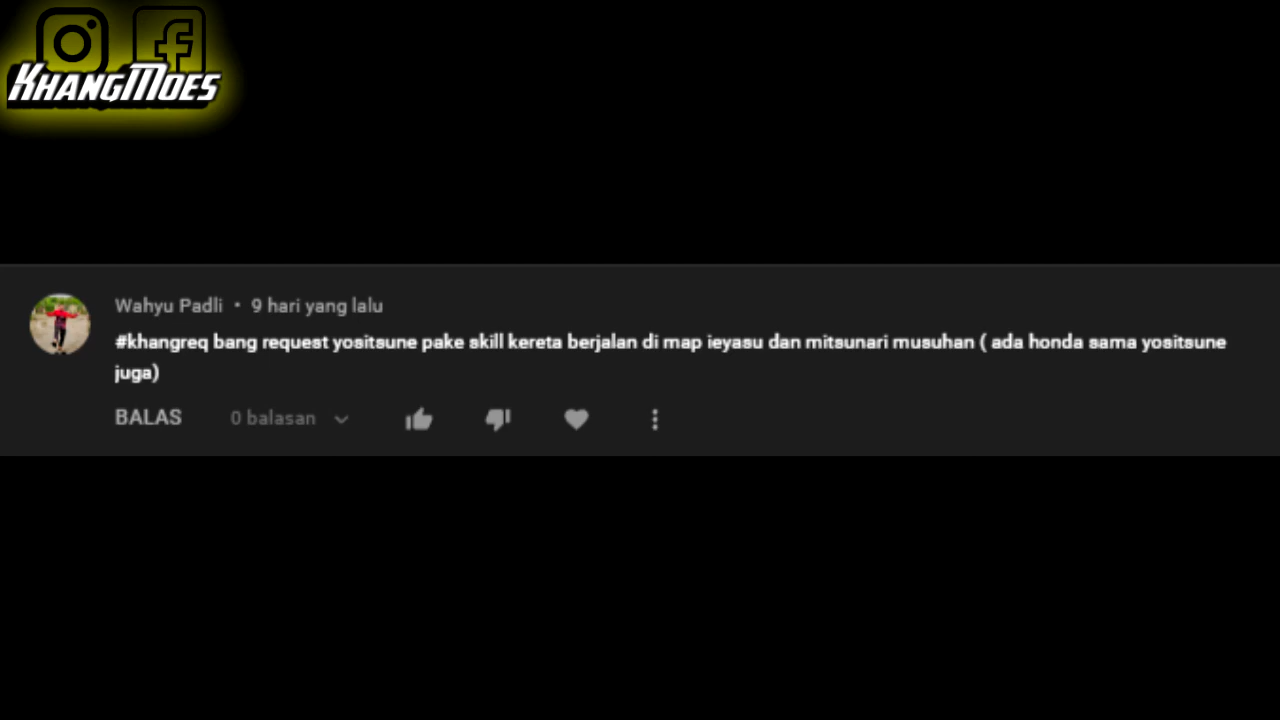 KHANGMOES
Wahyu Padli • 9 hari yang lalu
#khangreq bang request yositsune pake skill kereta berjalan di map ieyasu dan mitsunari musuhan ( ada honda sama yositsune
juga)
BALAS 0 balasan